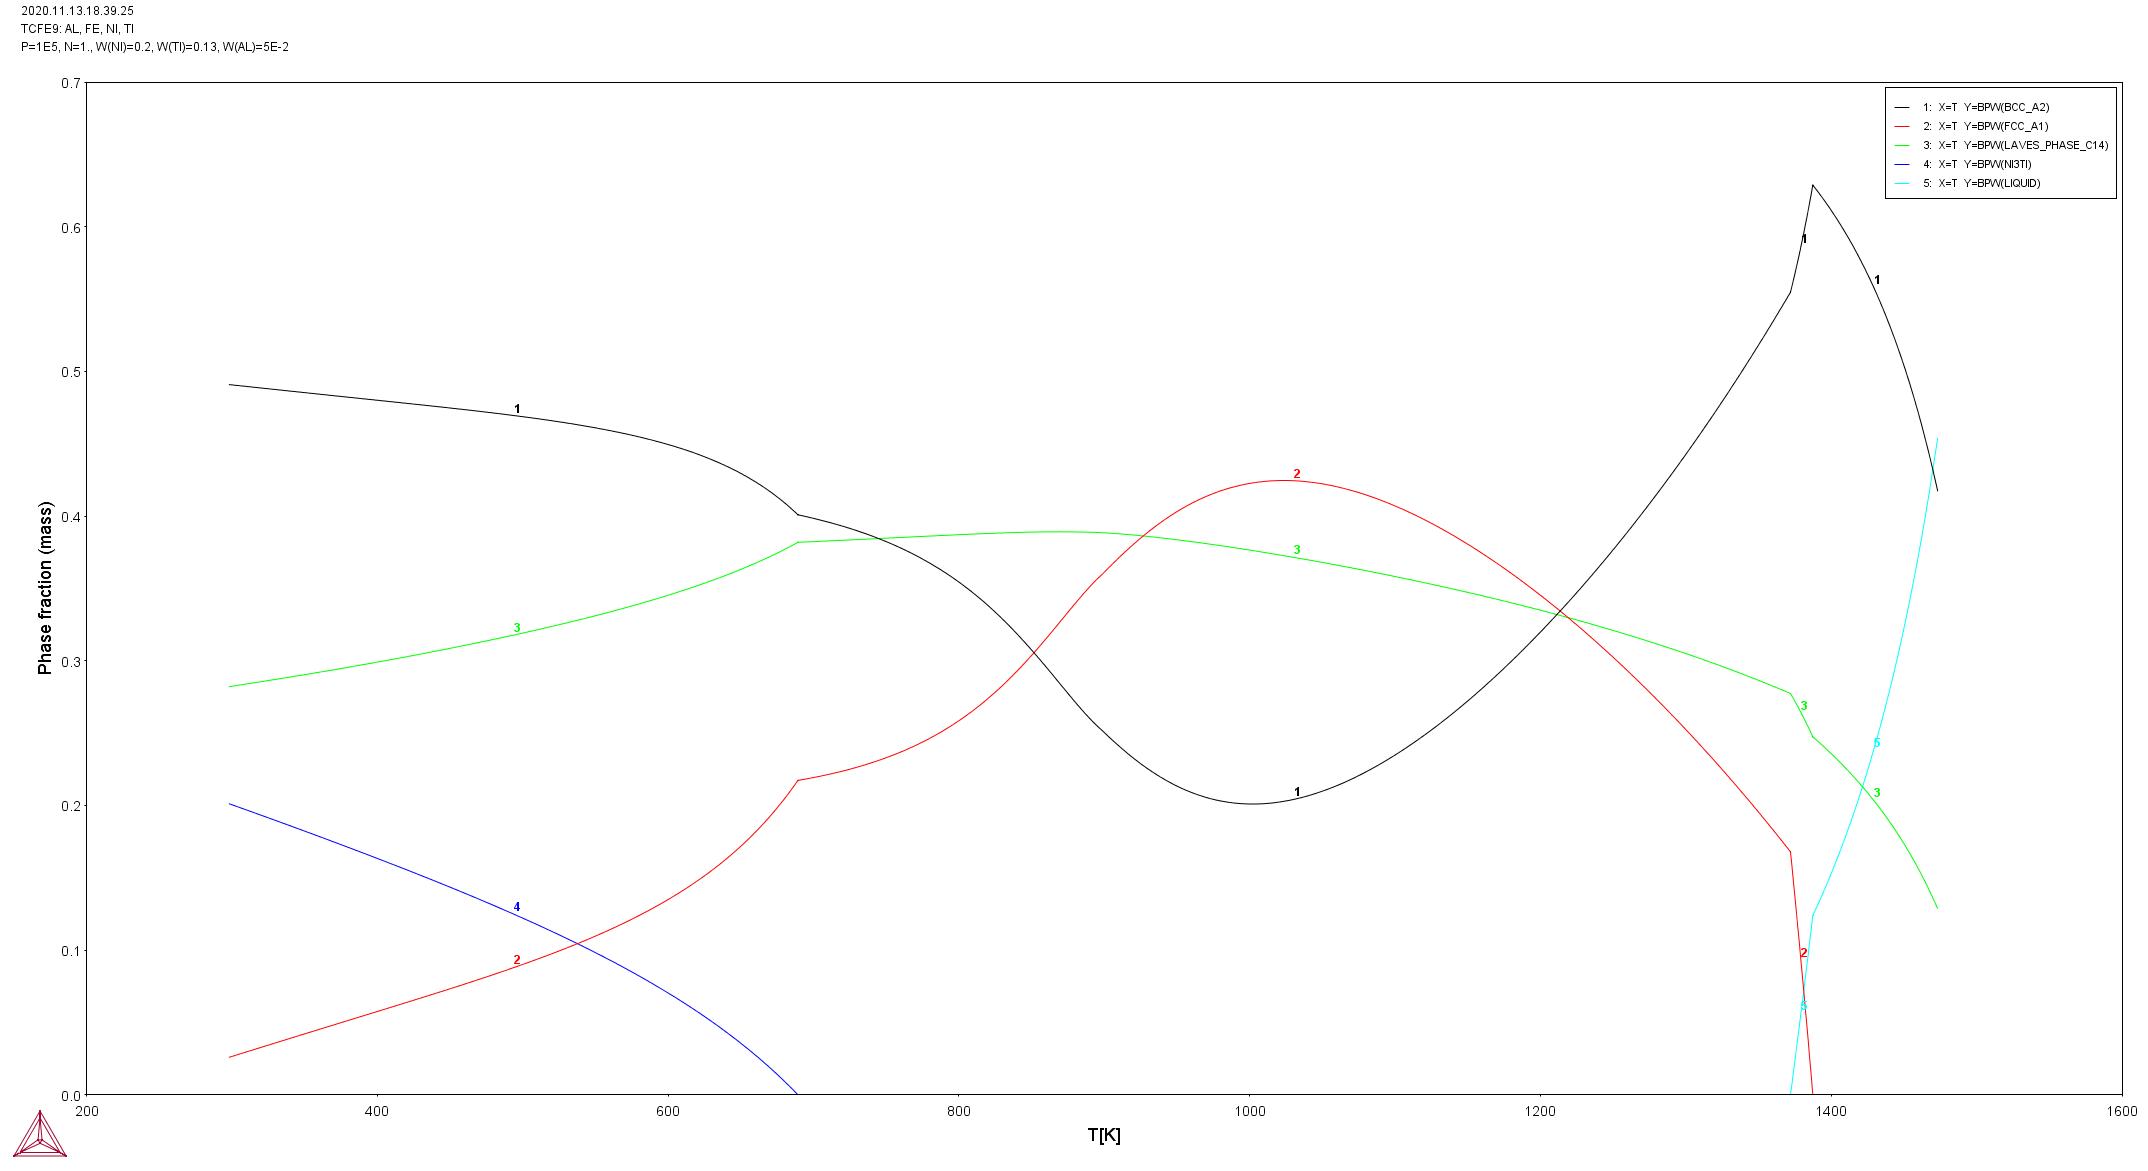 2020.11.13.18.39.25
TCFE9: AL, FE, NI, TI
P=1E5, N=1., W(NI)=0.2, W(TI)=0.13, W(AL)=5E-2
0.7
1: X=T Y=BPW(BCC_A2)
2: X=T Y=BPW(FCC_A1)
3: X=T Y=BPW(LAVES_PHASE_C14)
4: X=T Y=BPW(NI3TI)
5: X=T Y=BPW(LIQUID)
0.6
1
1
0.5
1
2
0.4
3
Phase fraction (mass)
3
0.3
3
5
0.2
1
3
4
0.1
2
2
5
0.0
200 400 600 800 1000 1200 1400 1600
T[K]